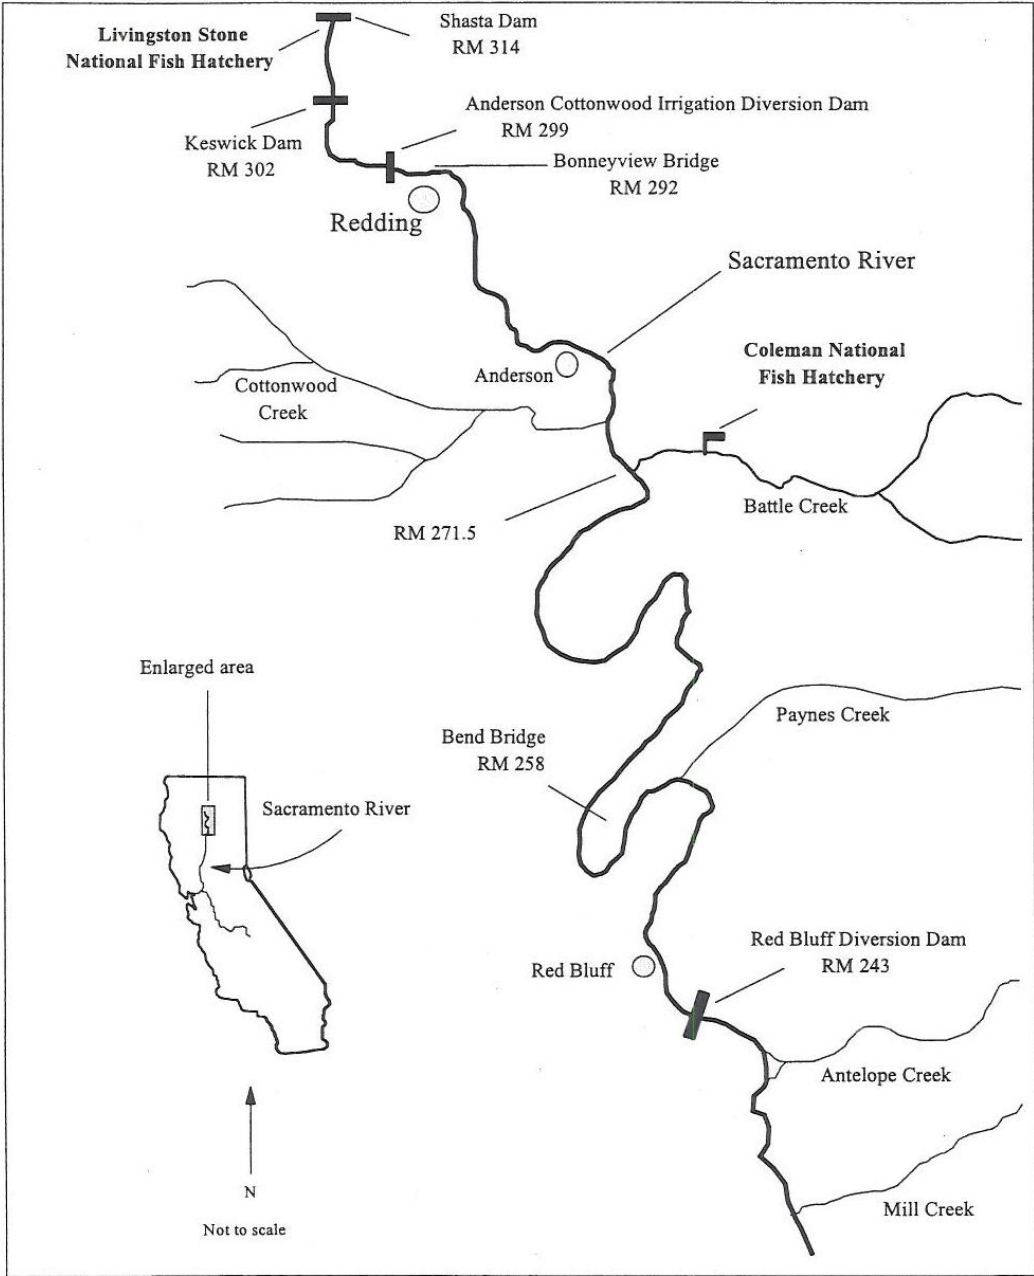 Livingston Stone
National Fish Hatchery
Shasta Dam
RM 314
Keswick Dam
RM 302
Anderson Cottonwood Irrigation Diversion Dam
RM 299
Bonneyview Bridge
RM 292
Redding
Sacramento River
Anderson
Coleman National
Fish Hatchery
Cottonwood
Creek
Battle Creek
RM 271.5
Enlarged area
Paynes Creek
Bend Bridge
RM 258
Sacramento River
Red Bluff Diversion Dam
RM 243
Red Bluff
Antelope Creek
Mill Creek
N
Not to scale